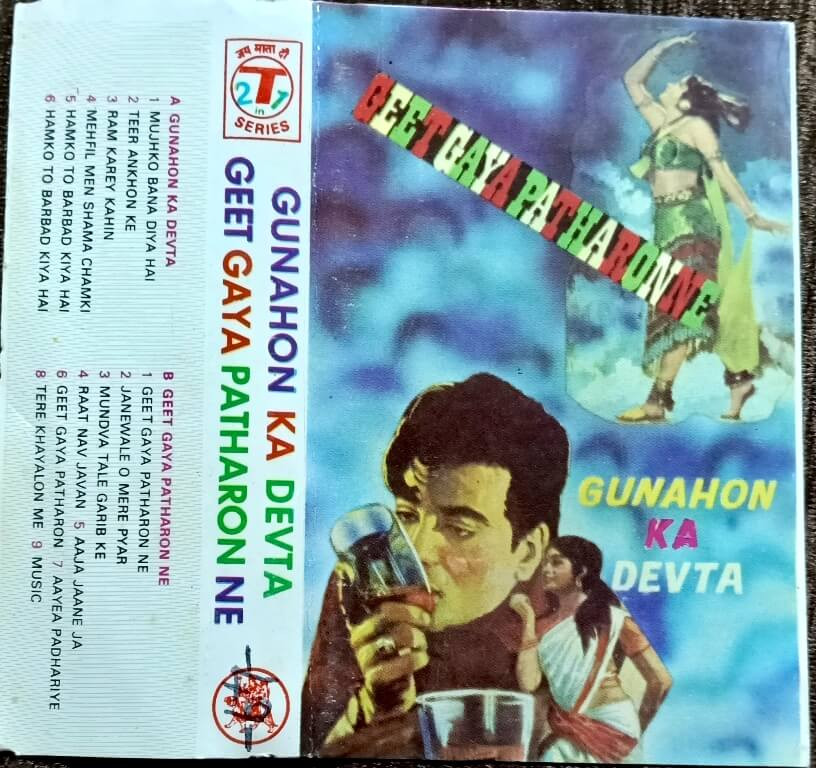 A GUNAHON KA DEVTA
1 MUJHKO BANA DIYA HAI
2 TEER ANKHON KE
3 RAM KAREY KAHIN
4 MEHFIL MEN SHAMA CHAMKI
5 HAMKO TO BARBAD KIYA HAI
6 HAMKO TO BARBAD KIYA HAI
B GEET GAYA PATHARON NE
1 GEET GAYA PATHARON NE
2 JANEWALE O MERE PYAR
3 MUNDVA TALE GARIB KE
4 RAAT NAV JAVAN 5 AAJA JAANE JA
6 GEET GAYA PATHARON 7 AAYEA PADHARIYE
8 TERE KHAYALON ME 9 MUSIC
जय माता दी
T
2 in 1
SERIES
GUNAHON KA DEVTA
GEET GAYA PATHARON NE
GEET GAYA PATHARON NE
GUNAHON
KA
DEVTA